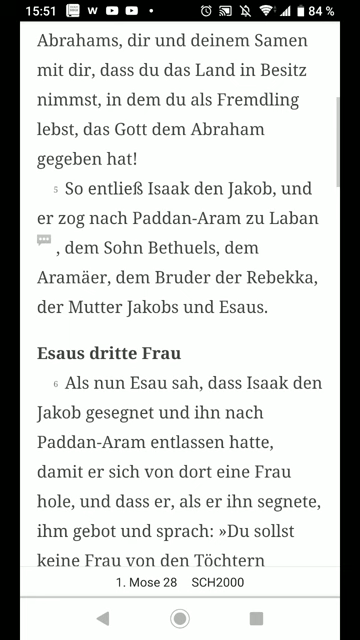 15:51 84 %
Abrahams, dir und deinem Samen
mit dir, dass du das Land in Besitz
nimmst, in dem du als Fremdling
lebst, das Gott dem Abraham
gegeben hat!
5 So entließ Isaak den Jakob, und
er zog nach Paddan-Aram zu Laban
, dem Sohn Bethuels, dem
Aramäer, dem Bruder der Rebekka,
der Mutter Jakobs und Esaus.
Esaus dritte Frau
6 Als nun Esau sah, dass Isaak den
Jakob gesegnet und ihn nach
Paddan-Aram entlassen hatte,
damit er sich von dort eine Frau
hole, und dass er, als er ihn segnete,
ihm gebot und sprach: »Du sollst
keine Frau von den Töchtern
1. Mose 28 SCH2000